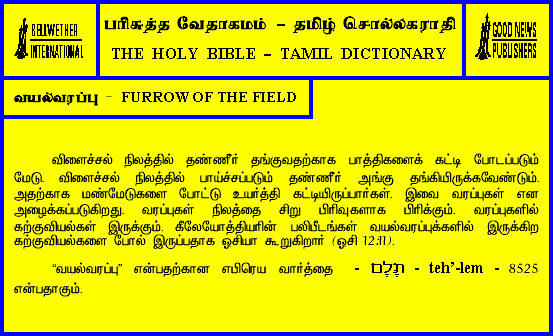 BELLWETHER
INTERNATIONAL
பரிசுத்த வேதாகமம் – தமிழ் சொல்லகராதி
THE HOLY BIBLE – TAMIL DICTIONARY
GOOD NEWS
PUBLISHERS
வயல்வரப்பு – FURROW OF THE FIELD
விளைச்சல் நிலத்தில் தண்ணீர் தங்குவதற்காக பாத்திகளைக் கட்டி போடப்படும்
மேடு. விளைச்சல் நிலத்தில் பாய்ச்சப்படும் தண்ணீர் அங்கு தங்கியிருக்கவேண்டும்.
அதற்காக மண்மேடுகளை போட்டு உயர்த்தி கட்டியிருப்பார்கள். இவை வரப்புகள் என
அழைக்கப்படுகிறது. வரப்புகள் நிலத்தை சிறு பிரிவுகளாக பிரிக்கும். வரப்புகளில்
கற்குவியல்கள் இருக்கும். கீலேயோத்தியரின் பலிபீடங்கள் வயல்வரப்புக்களில் இருக்கிற
கற்குவியல்களை போல் இருப்பதாக ஓசியா கூறுகிறார் (ஓசி 12:11).
“வயல்வரப்பு” என்பதற்கான எபிரெய வார்த்தை - תֶּלֶם - teh’-lem - 8525
என்பதாகும்.